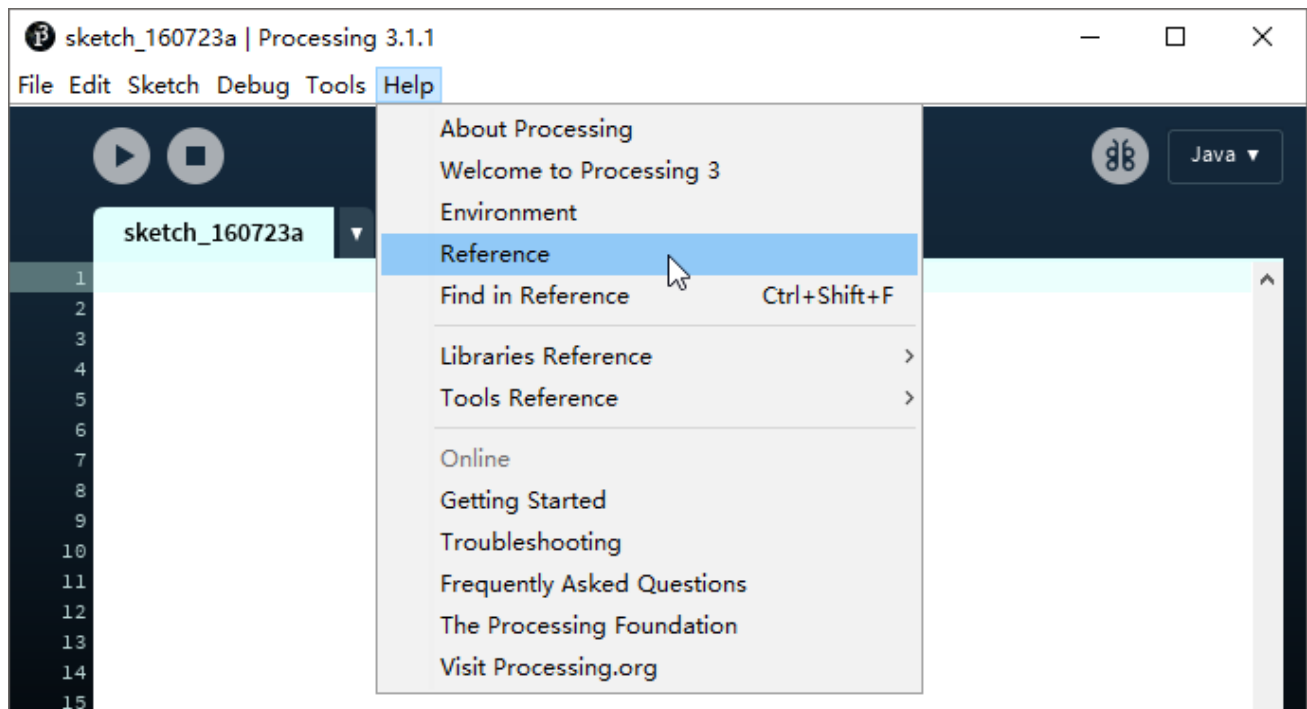 sketch_160723a | Processing 3.1.1
File Edit Sketch Debug Tools Help
Java ▼
sketch_160723a ▼
About Processing
Welcome to Processing 3
Environment
Reference
Find in Reference Ctrl+Shift+F
Libraries Reference
Tools Reference
Online
Getting Started
Troubleshooting
Frequently Asked Questions
The Processing Foundation
Visit Processing.org
1
2
3
4
5
6
7
8
9
10
11
12
13
14
15